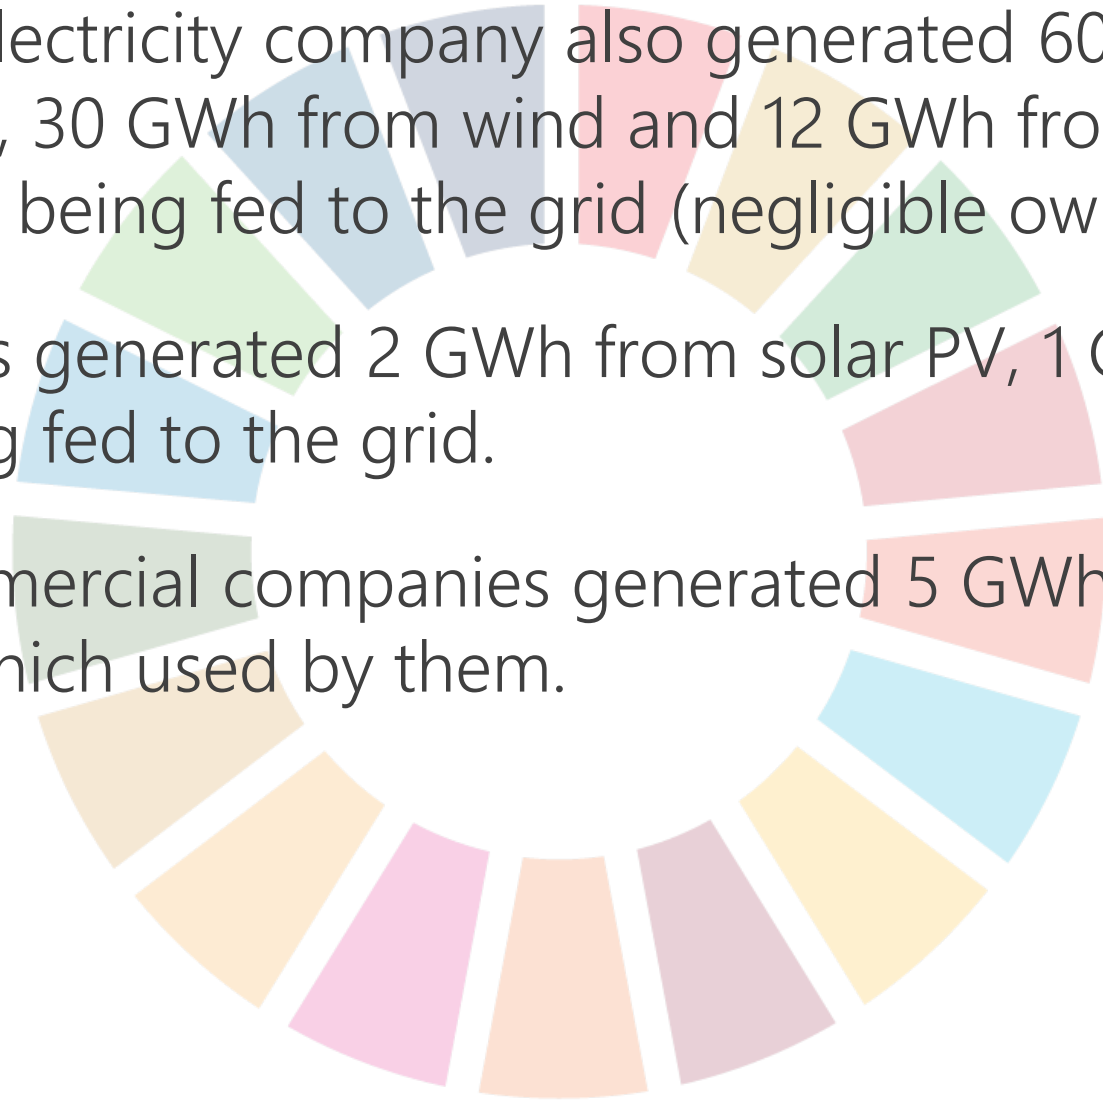 lectricity company also generated 60
, 30 GWh from wind and 12 GWh fro
being fed to the grid (negligible ow
s generated 2 GWh from solar PV, 1 G
g fed to the grid.
mercial companies generated 5 GWh
hich used by them.